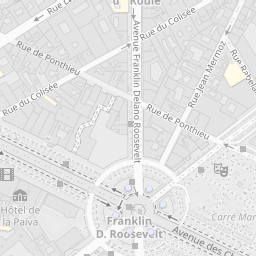 Roule
Rue du Colisée
Rue de Ponthieu
Avenue Franklin Delano Roosevelt
Rue Jean Mermoz
Rue du Colisée
Rue de Ponthieu
Hôtel de
la Païva
Franklin
D. Roosevelt
Carré Mar
Avenue des C